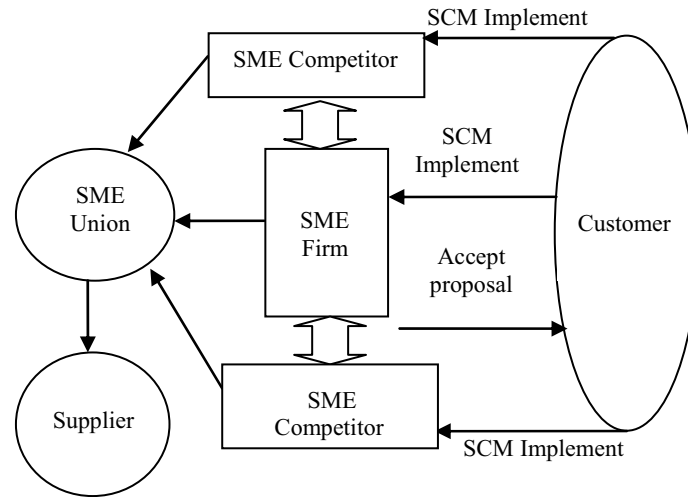 SCM Implement
SME Competitor
SCM
Implement
SME
Union
SME
Firm
Customer
Accept
proposal
Supplier
SME
Competitor
SCM Implement